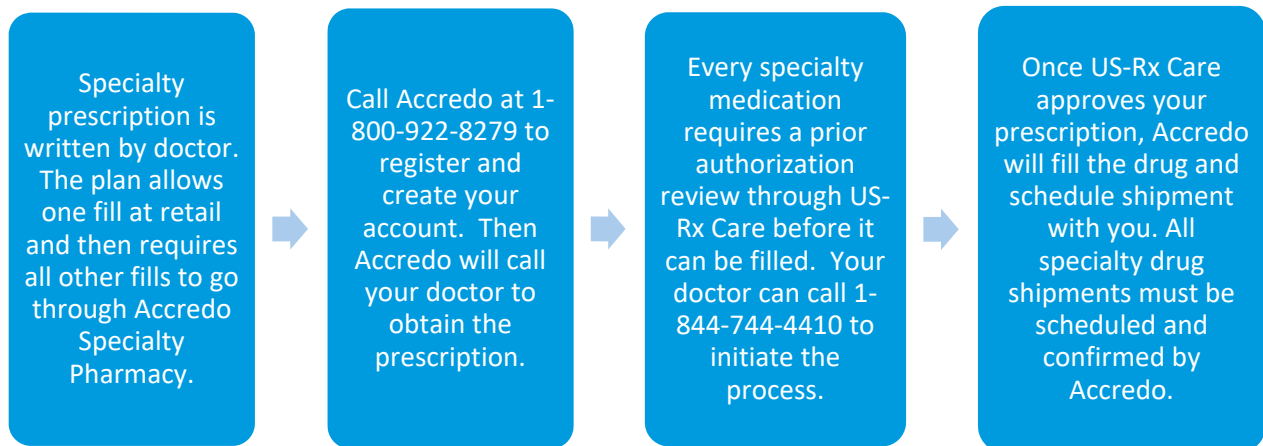 Specialty
prescription is
written by doctor.
The plan allows
one fill at retail
and then requires
all other fills to go
through Accredo
Specialty
Pharmacy.
Call Accredo at 1-
800-922-8279 to
register and
create your
account.  Then
Accredo will call
your doctor to
obtain the
prescription.
Every specialty
medication
requires a prior
authorization
review through US-
Rx Care before it
can be filled.  Your
doctor can call 1-
844-744-4410 to
initiate the
process.
Once US-Rx Care
approves your
prescription, Accredo
will fill the drug and
schedule shipment
with you. All
specialty drug
shipments must be
scheduled and
confirmed by
Accredo.